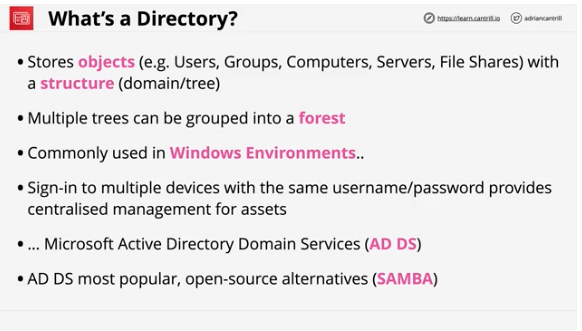 What's a Directory?
https://learn.cantrill.io
adriancantrill
• Stores objects (e.g. Users, Groups, Computers, Servers, File Shares) with
a structure (domain/tree)
• Multiple trees can be grouped into a forest
• Commonly used in Windows Environments..
• Sign-in to multiple devices with the same username/password provides
centralised management for assets
• ... Microsoft Active Directory Domain Services (AD DS)
• AD DS most popular, open-source alternatives (SAMBA)